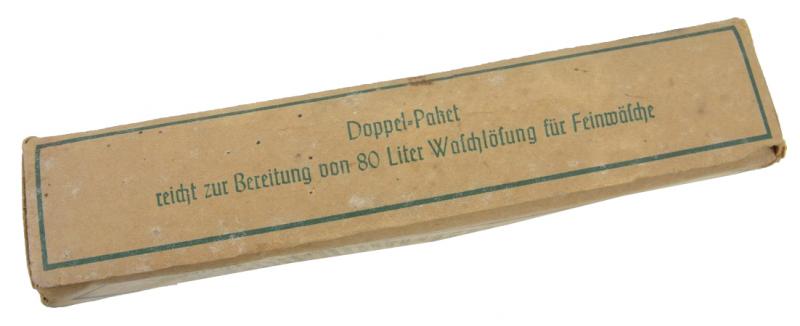 Doppel=Paket
reicht zur Bereitung von 80 Liter Waschlösung für Feinwäsche